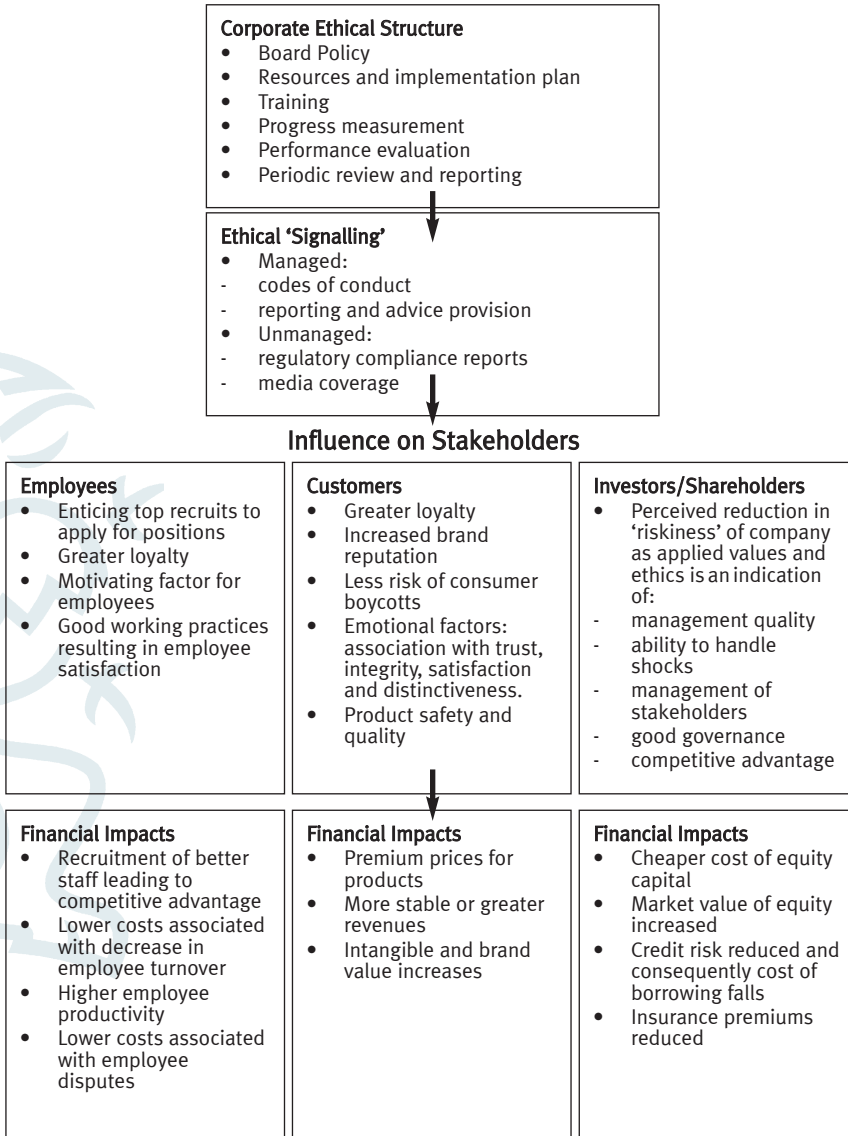 Corporate Ethical Structure
• Board Policy
• Resources and implementation plan
• Training
• Progress measurement
• Performance evaluation
• Periodic review and reporting
Ethical ‘Signalling’
• Managed:
- codes of conduct
- reporting and advice provision
• Unmanaged:
- regulatory compliance reports
- media coverage
Influence on Stakeholders
Employees
• Enticing top recruits to
apply for positions
• Greater loyalty
• Motivating factor for
employees
• Good working practices
resulting in employee
satisfaction
Customers
• Greater loyalty
• Increased brand
reputation
• Less risk of consumer
boycotts
• Emotional factors:
association with trust,
integrity, satisfaction
and distinctiveness.
• Product safety and
quality
Investors/Shareholders
• Perceived reduction in
‘riskiness’ of company
as applied values and
ethics is an indication
of:
- management quality
- ability to handle
shocks
- management of
stakeholders
- good governance
- competitive advantage
Financial Impacts
• Recruitment of better
staff leading to
competitive advantage
• Lower costs associated
with decrease in
employee turnover
• Higher employee
productivity
• Lower costs associated
with employee
disputes
Financial Impacts
• Premium prices for
products
• More stable or greater
revenues
• Intangible and brand
value increases
Financial Impacts
• Cheaper cost of equity
capital
• Market value of equity
increased
• Credit risk reduced and
consequently cost of
borrowing falls
• Insurance premiums
reduced